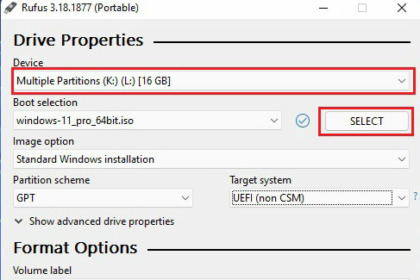 Rufus 3.18.1877 (Portable)
Drive Properties
Device
Multiple Partitions (K:) (L:) [16 GB]
Boot selection
windows-11_pro_64bit.iso
SELECT
Image option
Standard Windows installation
Partition scheme
Target system
GPT
UEFI (non CSM)
?
Show advanced drive properties
Format Options
Volume label